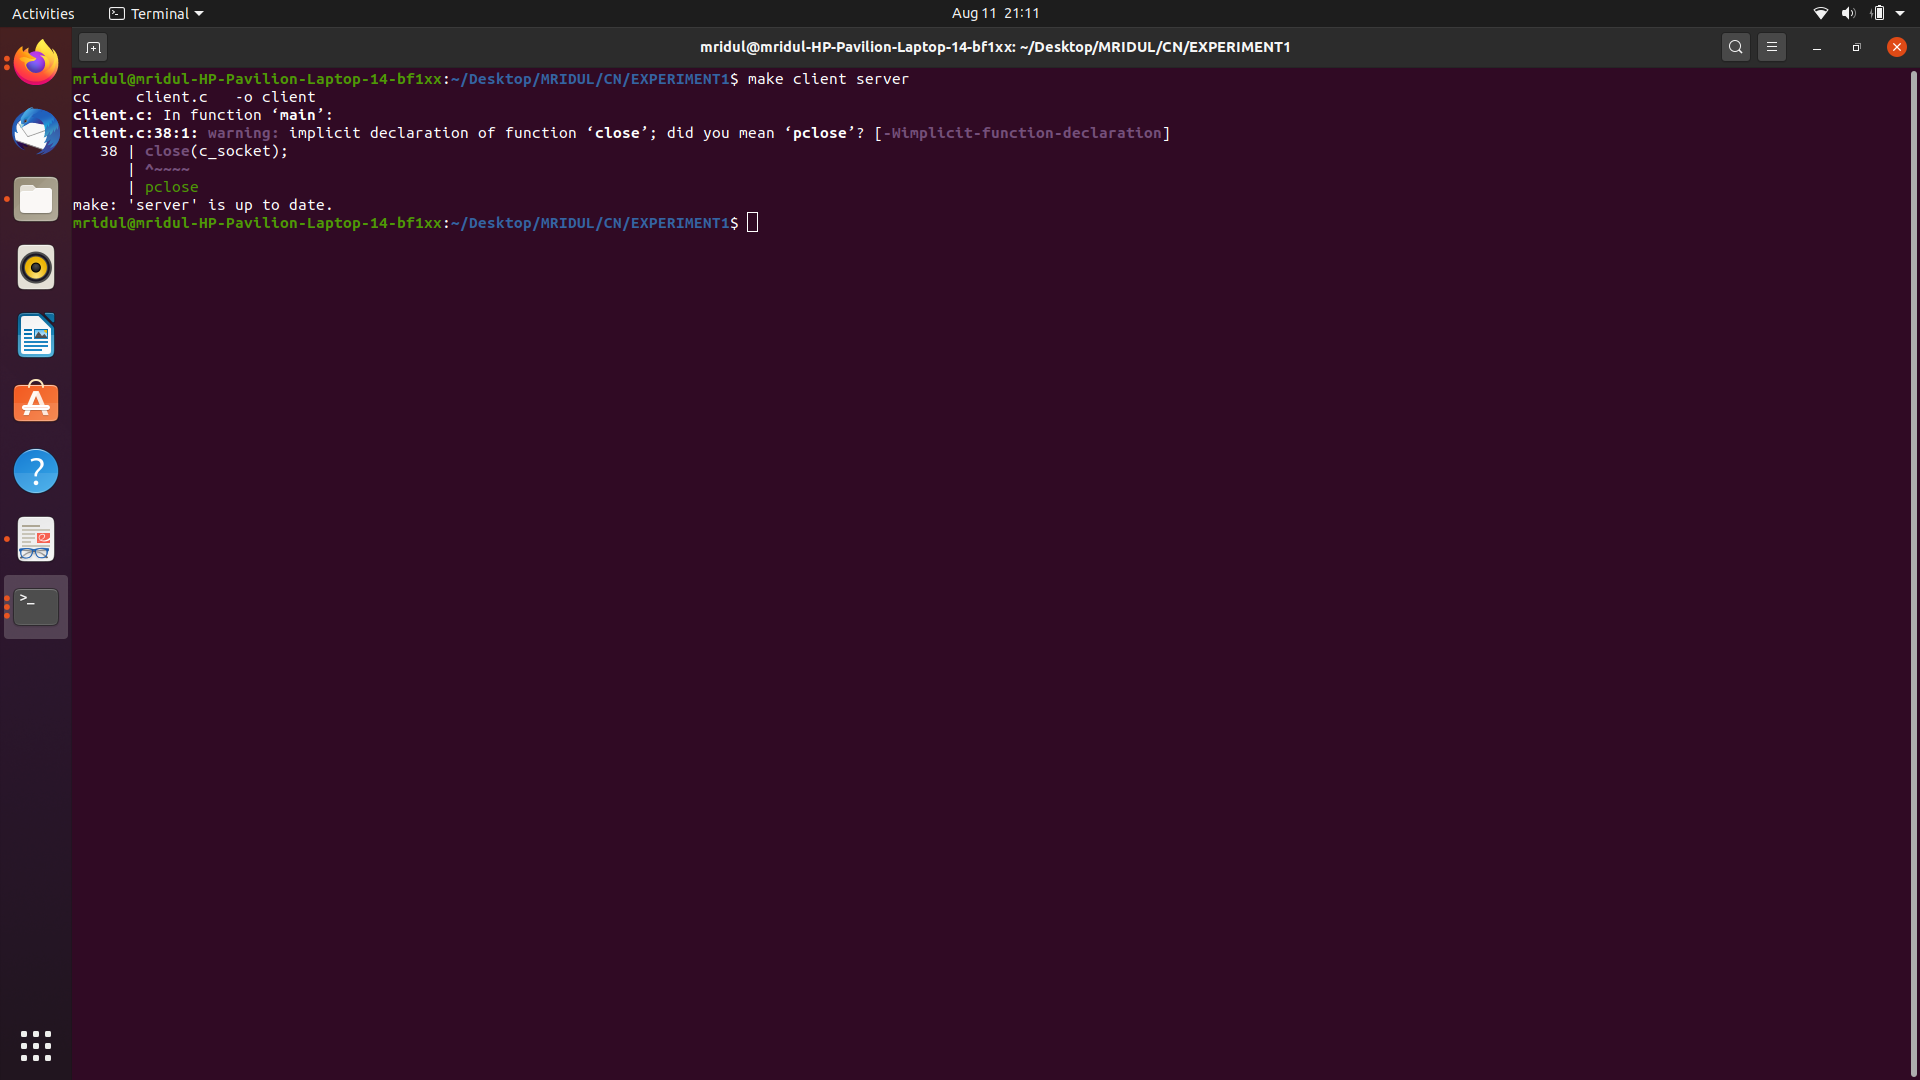 Activities
Terminal
Aug 11 21:11
mridul@mridul-HP-Pavilion-Laptop-14-bf1xx: ~/Desktop/MRIDUL/CN/EXPERIMENT1
mridul@mridul-HP-Pavilion-Laptop-14-bf1xx:~/Desktop/MRIDUL/CN/EXPERIMENT1$ make client server
cc     client.c   -o client
client.c: In function ‘main’:
client.c:38:1: warning: implicit declaration of function ‘close’; did you mean ‘pclose’? [-Wimplicit-function-declaration]
   38 | close(c_socket);
      | ^~~~~
      | pclose
make: 'server' is up to date.
mridul@mridul-HP-Pavilion-Laptop-14-bf1xx:~/Desktop/MRIDUL/CN/EXPERIMENT1$